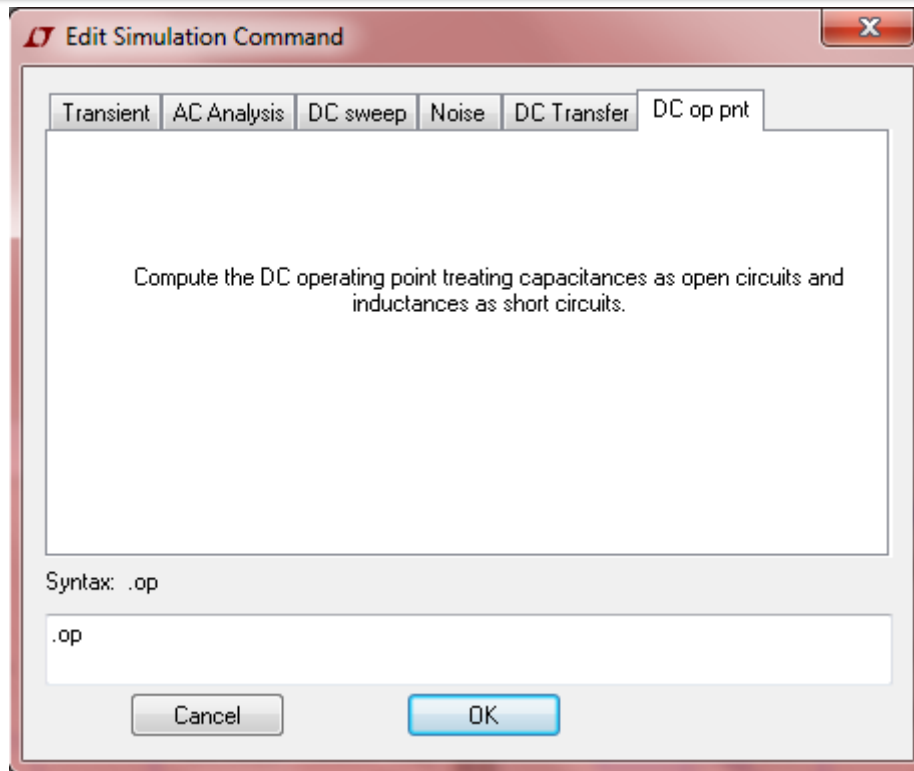 Edit Simulation Command
Transient AC Analysis DC sweep Noise DC Transfer DC op pnt
Compute the DC operating point treating capacitances as open circuits and
inductances as short circuits.
Syntax: .op
.op
Cancel OK